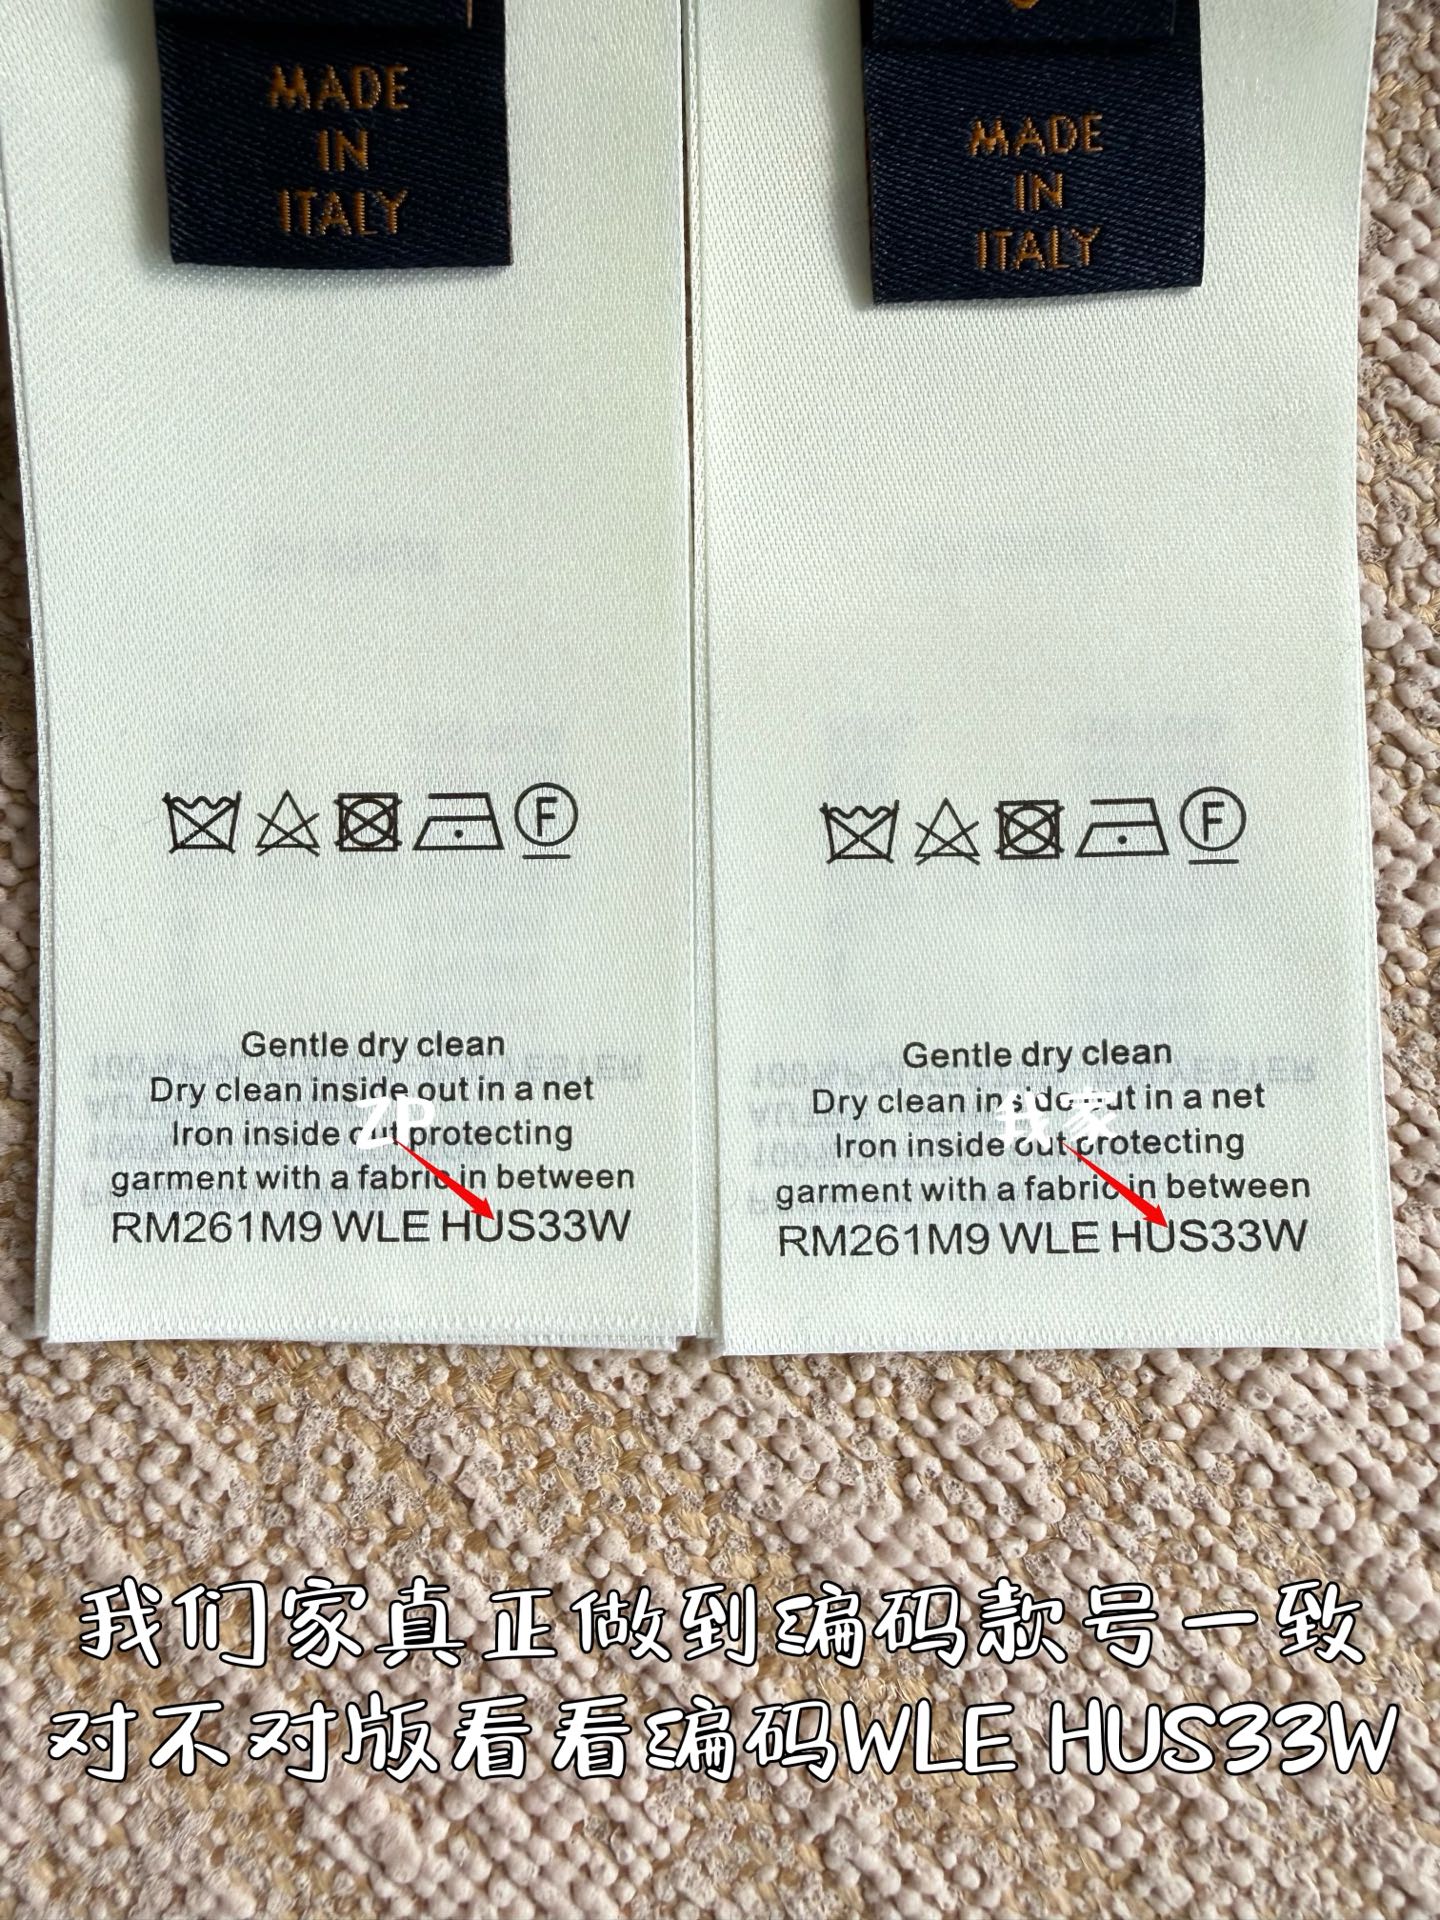 MADE
IN
ITALY
MADE
IN
ITALY
F
Gentle dry clean
Dry clean inside out in a net
Iron inside out protecting
garment with a fabric in between
RM261M9 WLE HUS33W
ZP
F
Gentle dry clean
Dry clean inside out in a net
Iron inside out protecting
garment with a fabric in between
RM261M9 WLE HUS33W
我家
我们家真正做到编码款号一致
对不对版看看编码WLE HUS33W